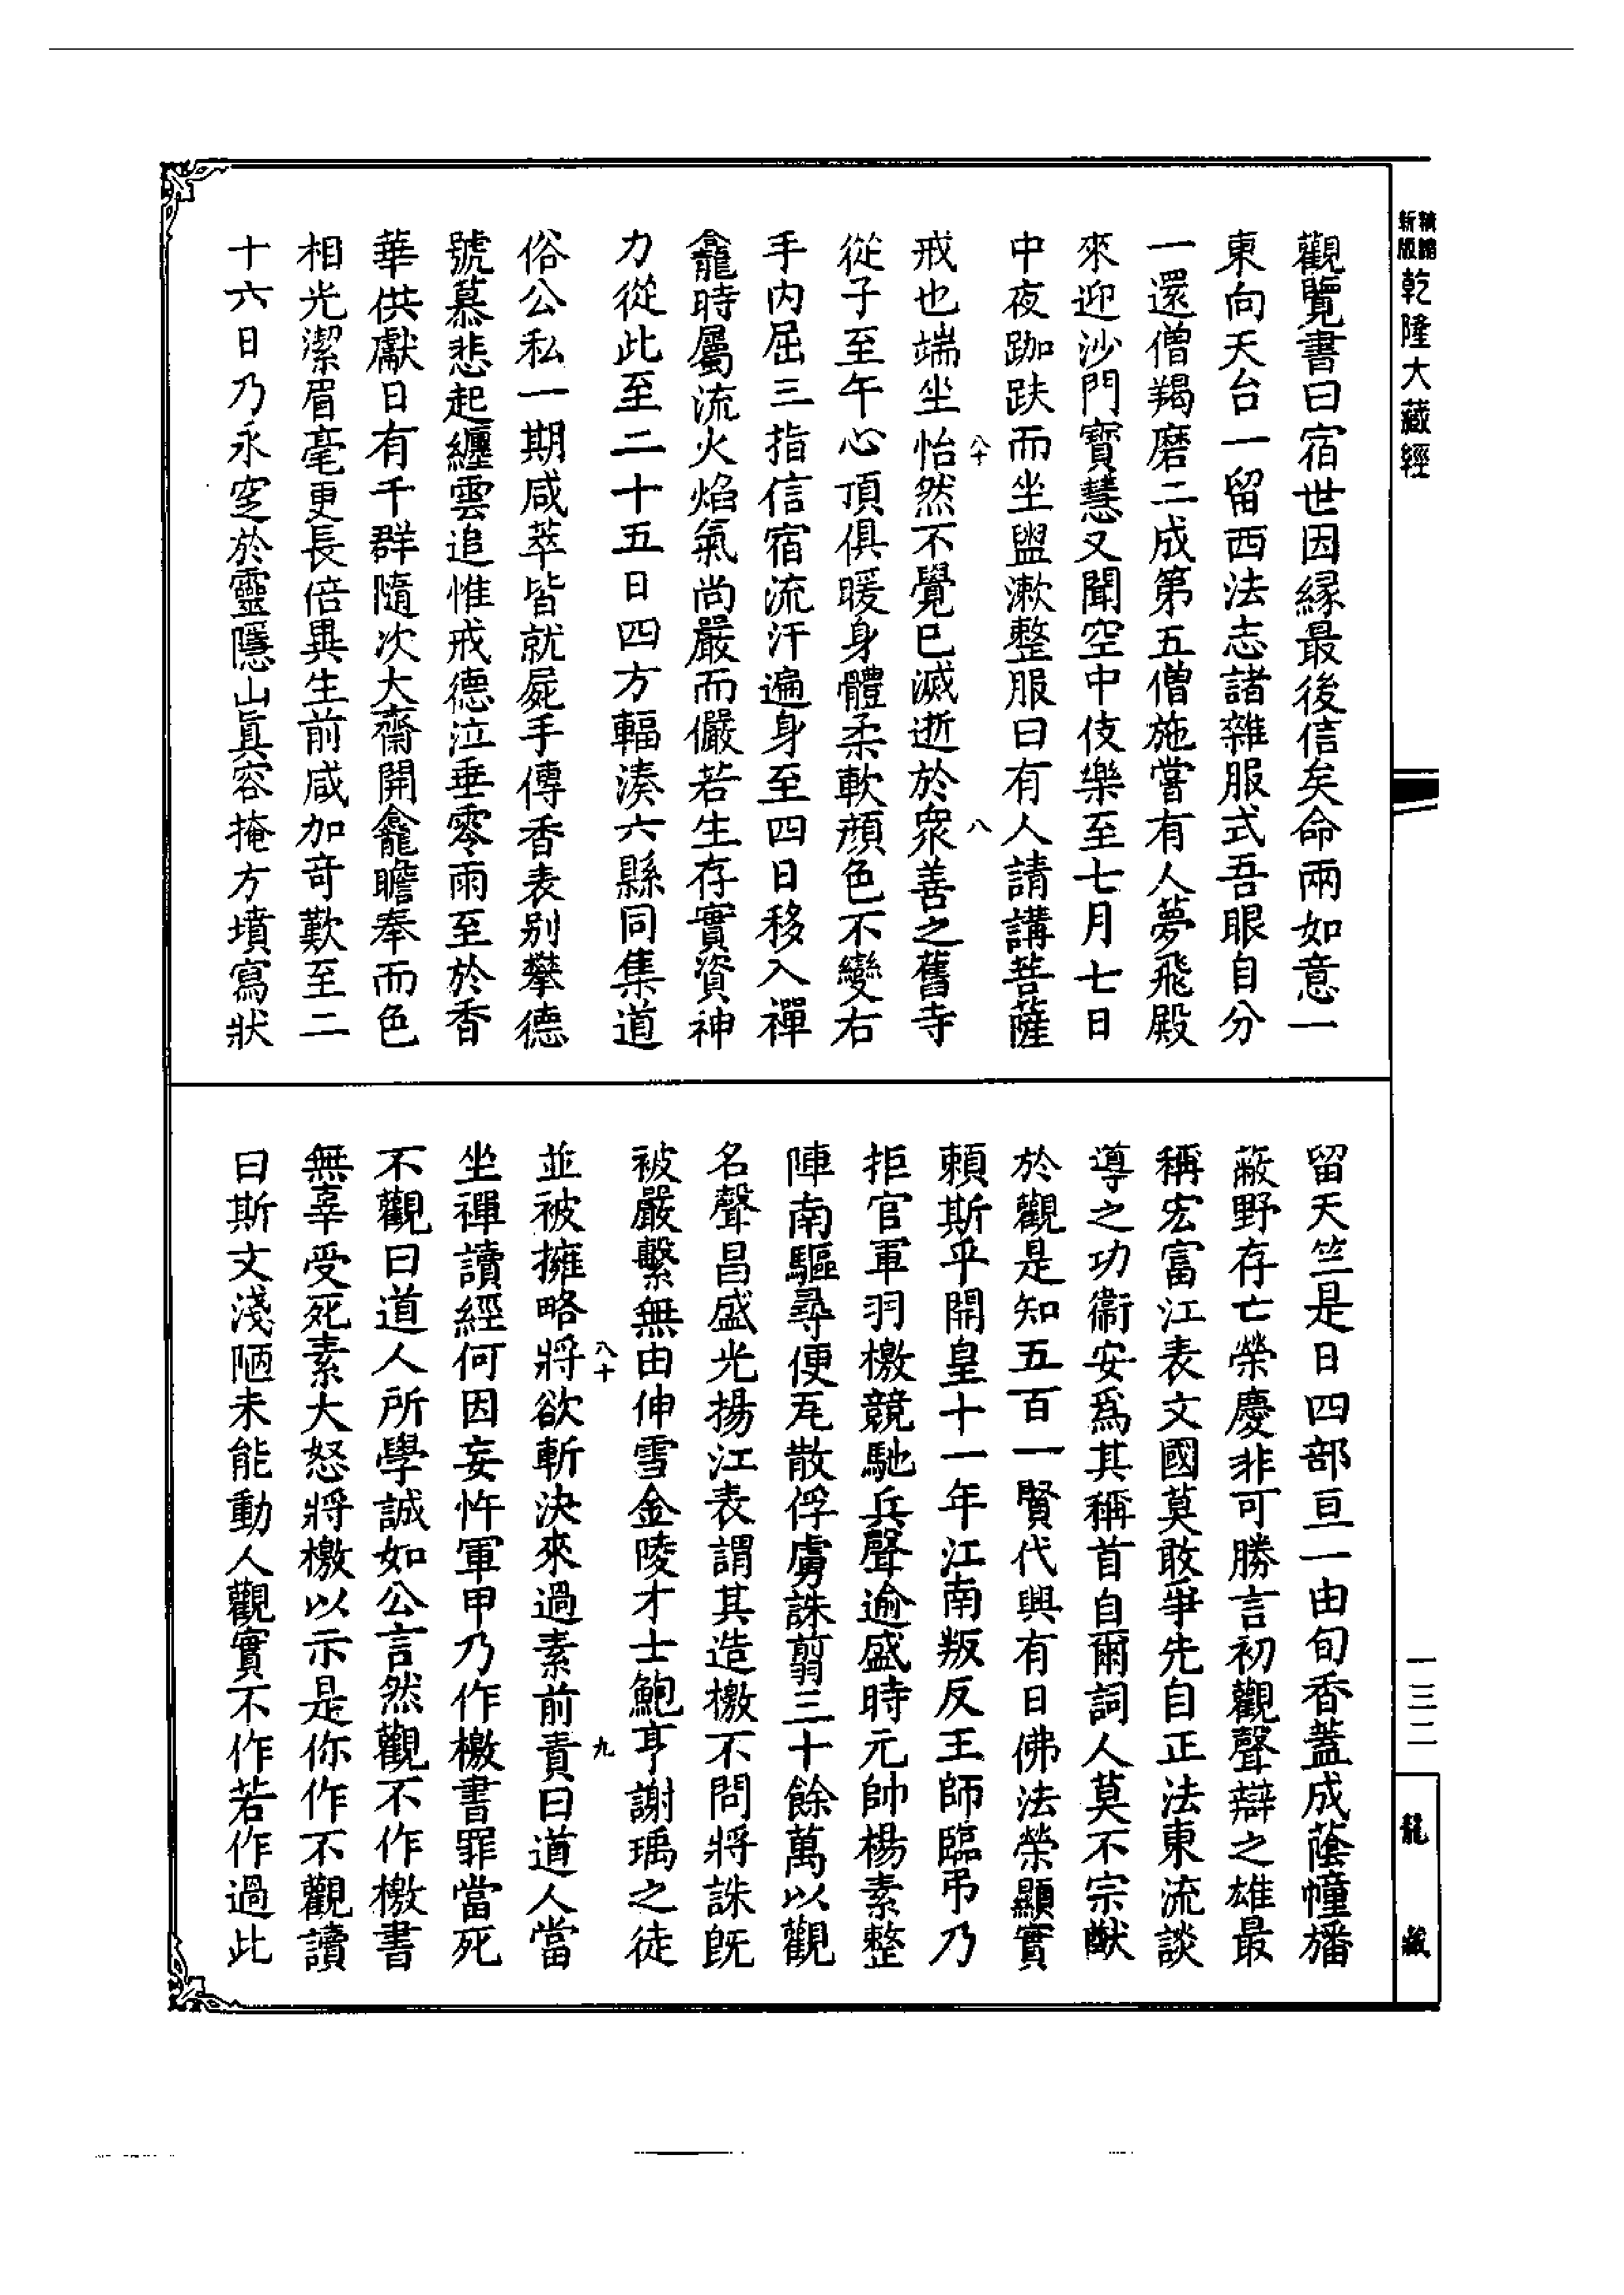 新版
精縮
乾隆大藏經
觀覽書曰宿世因緣最後信矣命兩如意一
東向天台一留西法志諸雜服式吾眼自分
一還僧羯磨二成第五僧施嘗有人夢飛殿
來迎沙門寶慧又聞空中伎樂至七月七日
中夜跏趺而坐盥漱整服曰有人請講菩薩
戒也端坐怡然不覺已滅逝於衆善之舊寺
從子至午心頂俱暖身體柔軟顏色不變右
手內屈三指信宿流汗遍身至四日移入禪
龕時屬流火焰氣尚嚴而儼若生存實資神
力從此至二十五日四方輻湊六縣同集道
俗公私一期咸萃皆就屍手傳香表别攀德
號慕悲起纏雲追惟戒德泣垂零雨至於香
華供獻日有千群隨次大齋開龕瞻奉而色
相光潔眉毫更長倍異生前咸加奇歎至二
十六日乃永窆於靈隱山眞容掩方墳寫狀
留天竺是日四部亘一由旬香蓋成蔭幢旛
蔽野存亡榮慶非可勝言初觀聲辯之雄最
稱宏富江表文國莫敢爭先自正法東流談
導之功衞安爲其稱首自爾詞人莫不宗猷
於觀是知五百一賢代興有日佛法榮顯實
賴斯乎開皇十一年江南叛反王師臨弔乃
拒官軍羽檄競馳兵聲逾盛時元帥楊素整
陣南驅尋便瓦散俘虜誅翦三十餘萬以觀
名聲昌盛光揚江表謂其造檄不問將誅旣
被嚴繫無由伸雪金陵才士鮑亨謝瑀之徒
並被擁略將欲斬決來過素前責曰道人當
坐禪讀經何因妄忤軍甲乃作檄書罪當死
不觀曰道人所學誠如公言然觀不作檄書
無辜受死素大怒將檄以示是你作不觀讀
曰斯文淺陋未能動人觀實不作若作過此
八十
八
八十
九
一三二
龍藏